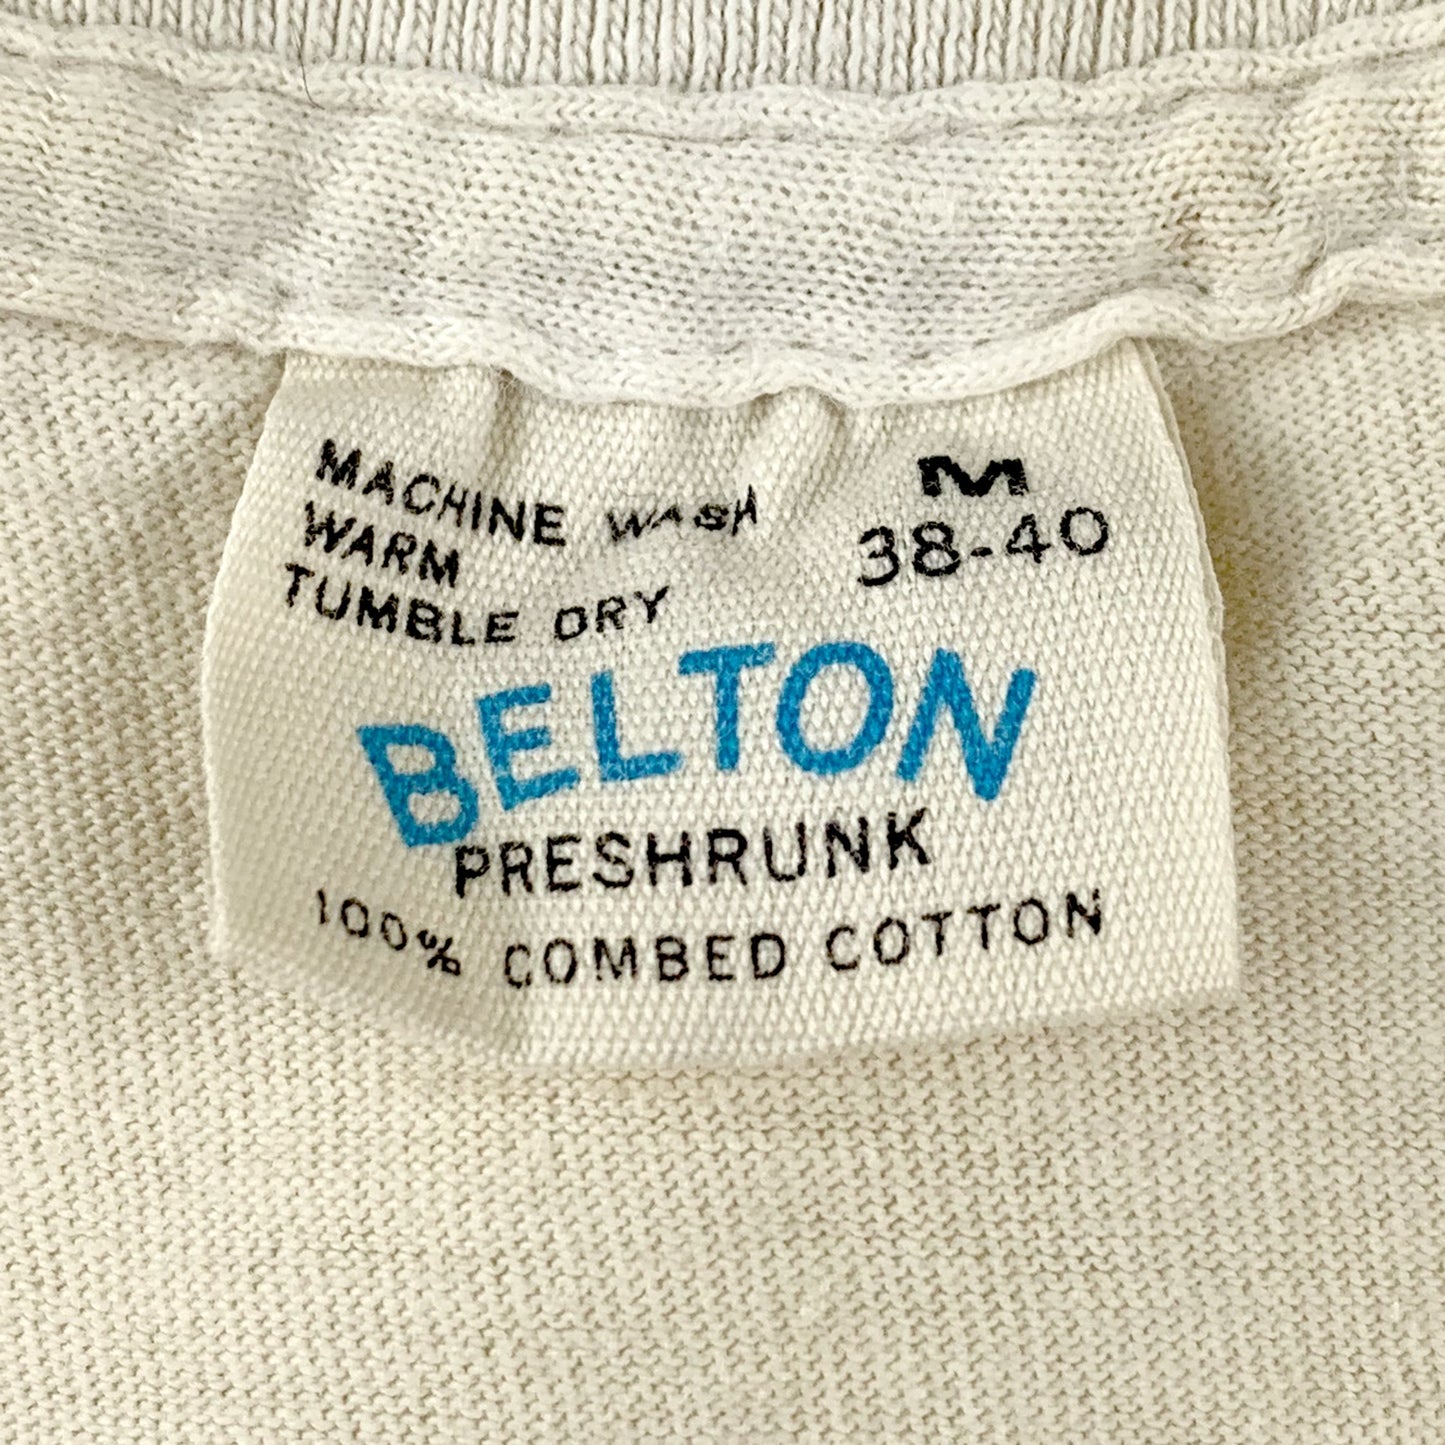 MACHINE WASH
WARM
TUMBLE DRY
M
38-40
BELTON
PRESHRUNK
100% COMBED COTTON